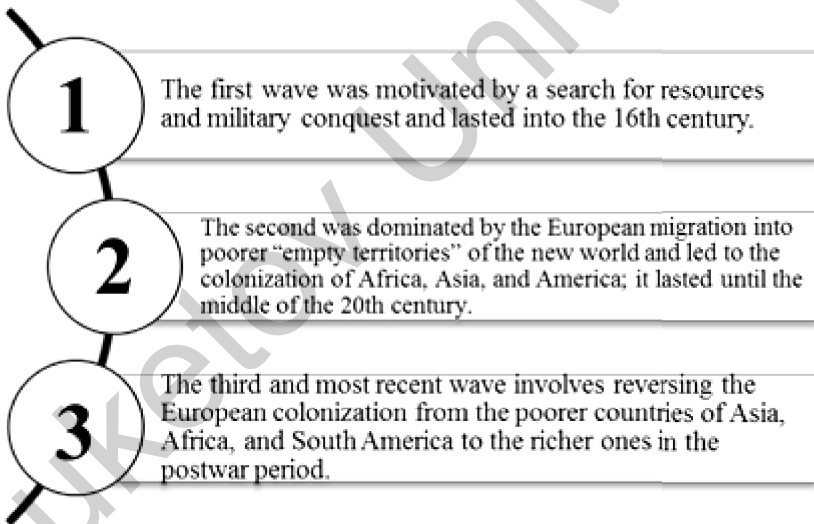 1
The first wave was motivated by a search for resources
and military conquest and lasted into the 16th century.
2
The second was dominated by the European migration into
poorer “empty territories” of the new world and led to the
colonization of Africa, Asia, and America; it lasted until the
middle of the 20th century.
3
The third and most recent wave involves reversing the
European colonization from the poorer countries of Asia,
Africa, and South America to the richer ones in the
postwar period.